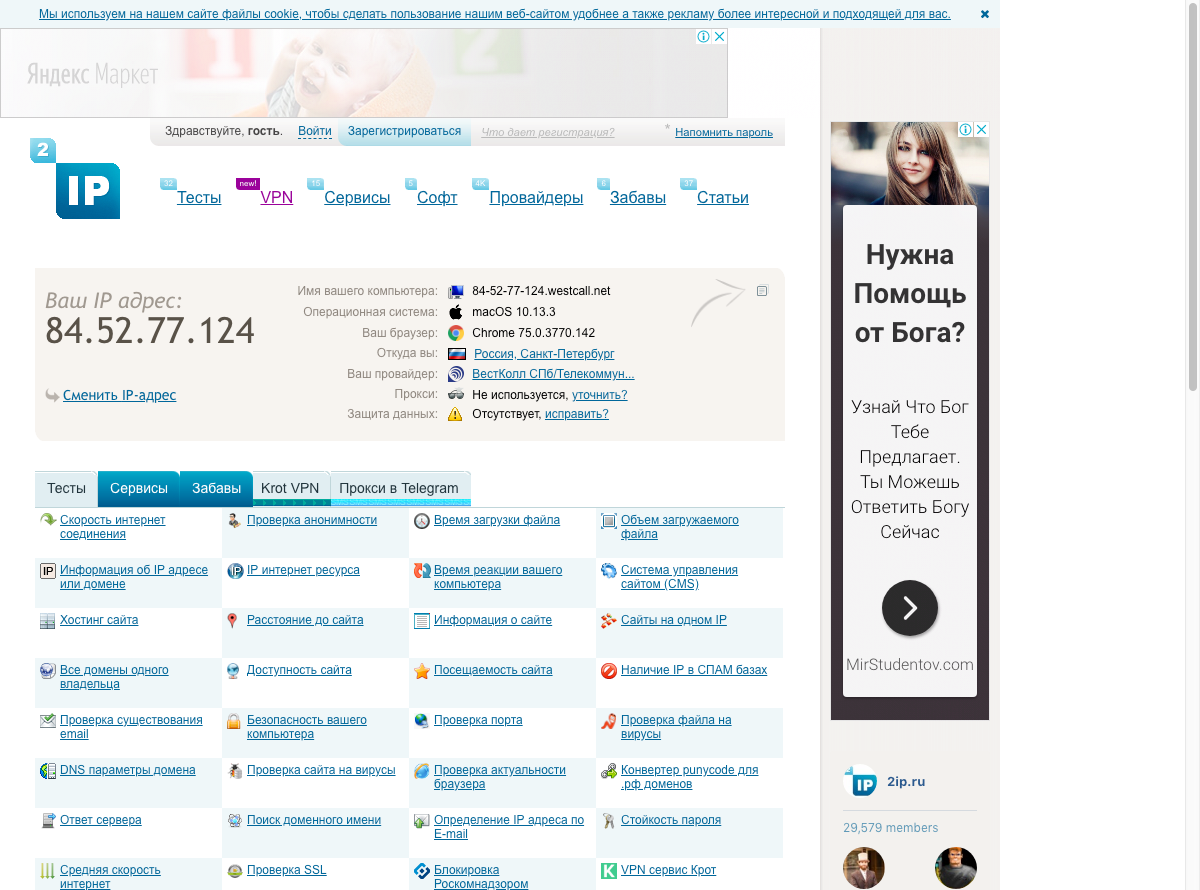 Мы используем на нашем сайте файлы cookie, чтобы сделать пользование нашим веб-сайтом удобнее а также рекламу более интересной и подходящей для вас.
Яндекс Маркет
Здравствуйте, гость. Войти Зарегистрироваться Что дает регистрация? * Напомнить пароль
2
IP
32 Тесты new! VPN 15 Сервисы 5 Софт 4K Провайдеры 6 Забавы 37 Статьи
Ваш IP адрес:
84.52.77.124
Сменить IP-адрес
Имя вашего компьютера: 84-52-77-124.westcall.net
Операционная система: macOS 10.13.3
Ваш браузер: Chrome 75.0.3770.142
Откуда вы: Россия, Санкт-Петербург
Ваш провайдер: ВестКолл СПб/Телекоммун...
Прокси: Не используется, уточнить?
Защита данных: Отсутствует, исправить?
Тесты Сервисы Забавы Krot VPN Прокси в Telegram
Скорость интернет соединения
Проверка анонимности
Время загрузки файла
Объем загружаемого файла
Информация об IP адресе или домене
IP интернет ресурса
Время реакции вашего компьютера
Система управления сайтом (CMS)
Хостинг сайта
Расстояние до сайта
Информация о сайте
Сайты на одном IP
Все домены одного владельца
Доступность сайта
Посещаемость сайта
Наличие IP в СПАМ базах
Проверка существования email
Безопасность вашего компьютера
Проверка порта
Проверка файла на вирусы
DNS параметры домена
Проверка сайта на вирусы
Проверка актуальности браузера
Конвертер punycode для .рф доменов
Ответ сервера
Поиск доменного имени
Определение IP адреса по E-mail
Стойкость пароля
Средняя скорость интернет
Проверка SSL
Блокировка Роскомнадзором
VPN сервис Крот
Нужна
Помощь
от Бога?
Узнай Что Бог
Тебе
Предлагает.
Ты Можешь
Ответить Богу
Сейчас
MirStudentov.com
2ip.ru
29,579 members